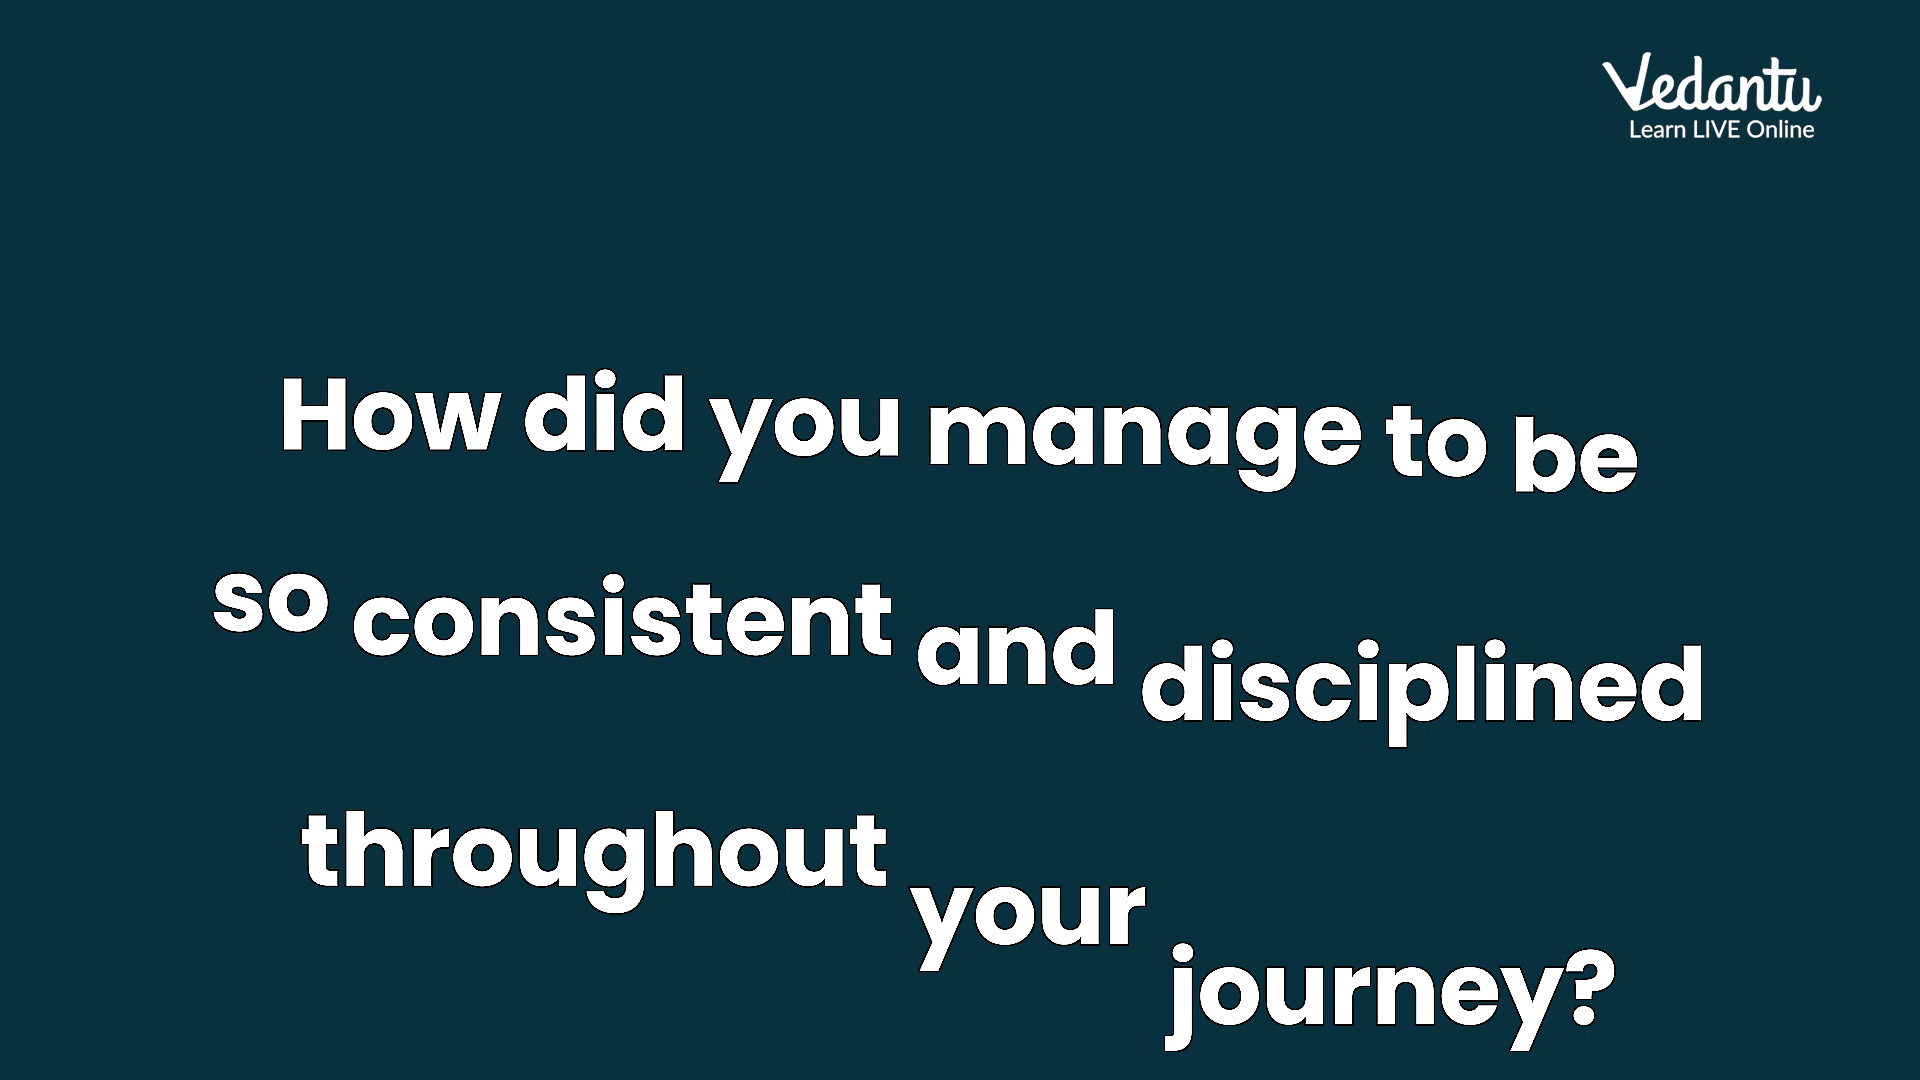 Vedantu
Learn LIVE Online
How did you manage to be
so consistent and disciplined
throughout your journey?